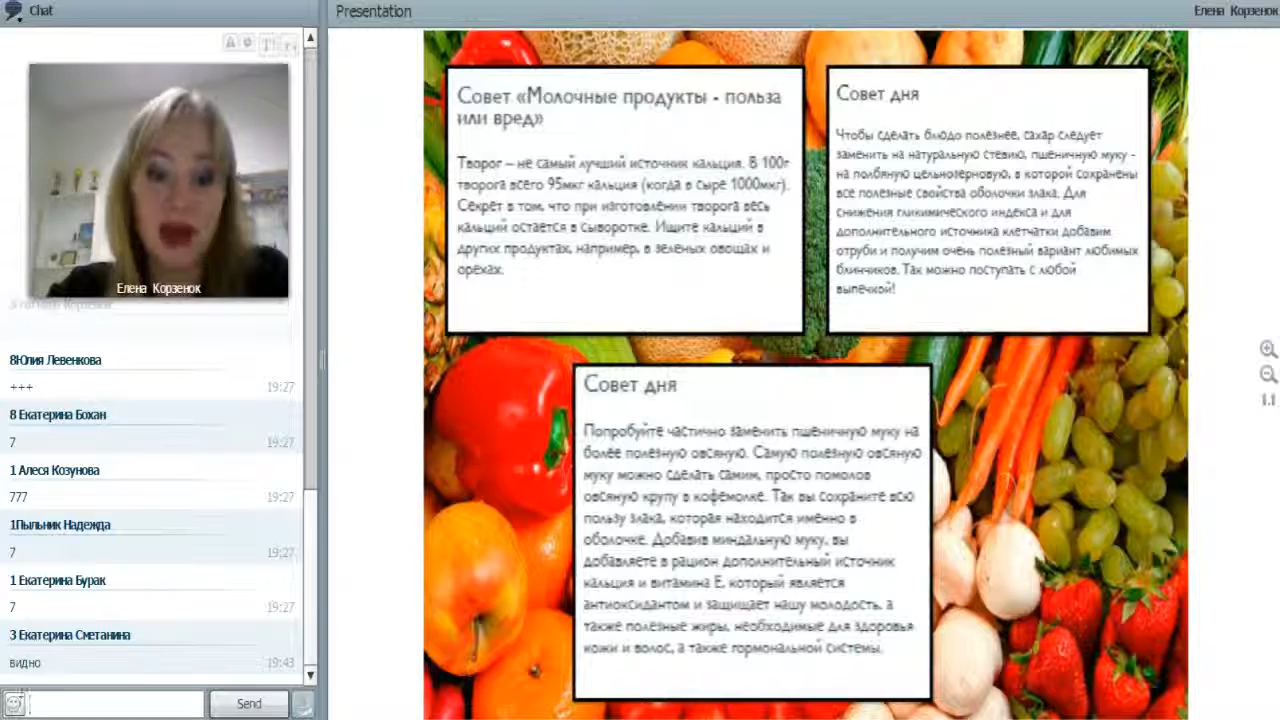 Chat
Елена Корзенок
8Юлия Левенкова
+++ 19:27
8 Екатерина Бохан
7 19:27
1 Алеся Козунова
777 19:27
1Пыльник Надежда
7 19:27
1 Екатерина Бурак
7 19:27
3 Екатерина Сметанина
видно 19:43
Send
Presentation
Елена Корзенок
Совет «Молочные продукты - польза
или вред»
Творог – не самый лучший источник кальция. В 100г
творога всего 95мкг кальция (когда в сыре 1000мкг).
Секрет в том, что при изготовлении творога весь
кальций остается в сыворотке. Ищите кальций в
других продуктах, например, в зеленых овощах и
орехах.
Совет дня
Чтобы сделать блюдо полезнее, сахар следует
заменить на натуральную стевию, пшеничную муку -
на полбяную цельнозерновую, в которой сохранены
все полезные свойства оболочки злака. Для
снижения гликимического индекса и для
дополнительного источника клетчатки добавим
отруби и получим очень полезный вариант любимых
блинчиков. Так можно поступать с любой
выпечкой!
Совет дня
Попробуйте частично заменить пшеничную муку на
более полезную овсяную. Самую полезную овсяную
муку можно сделать самим, просто помолов
овсяную крупу в кофемолке. Так вы сохраните всю
пользу злака, которая находится именно в
оболочке. Добавив миндальную муку, вы
добавляете в рацион дополнительный источник
кальция и витамина Е, который является
антиоксидантом и защищает нашу молодость, а
также полезные жиры, необходимые для здоровья
кожи и волос, а также гормональной системы.
1:1